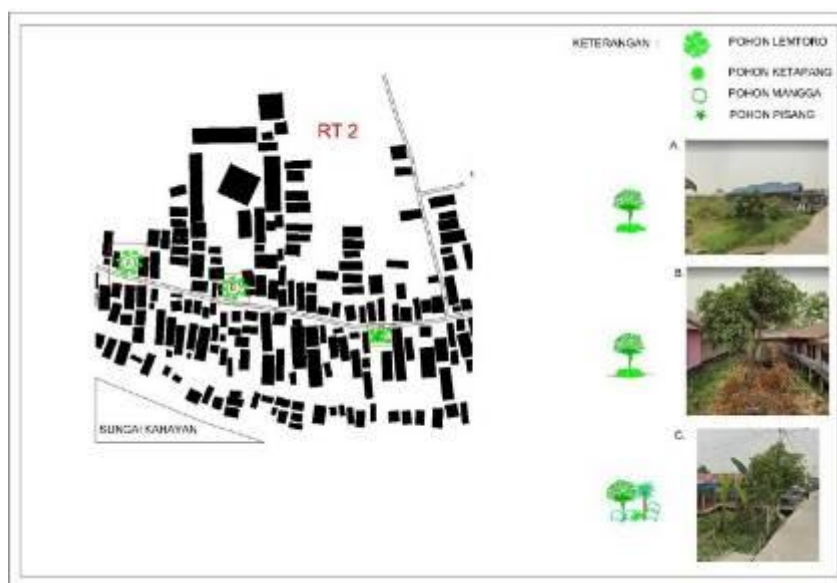 KETERANGAN :
POHON LEMTORO
POHON KETAPANG
POHON MANGGA
POHON PISANG
RT 2
A.
B.
C.
SUNGAI KAHAYAN